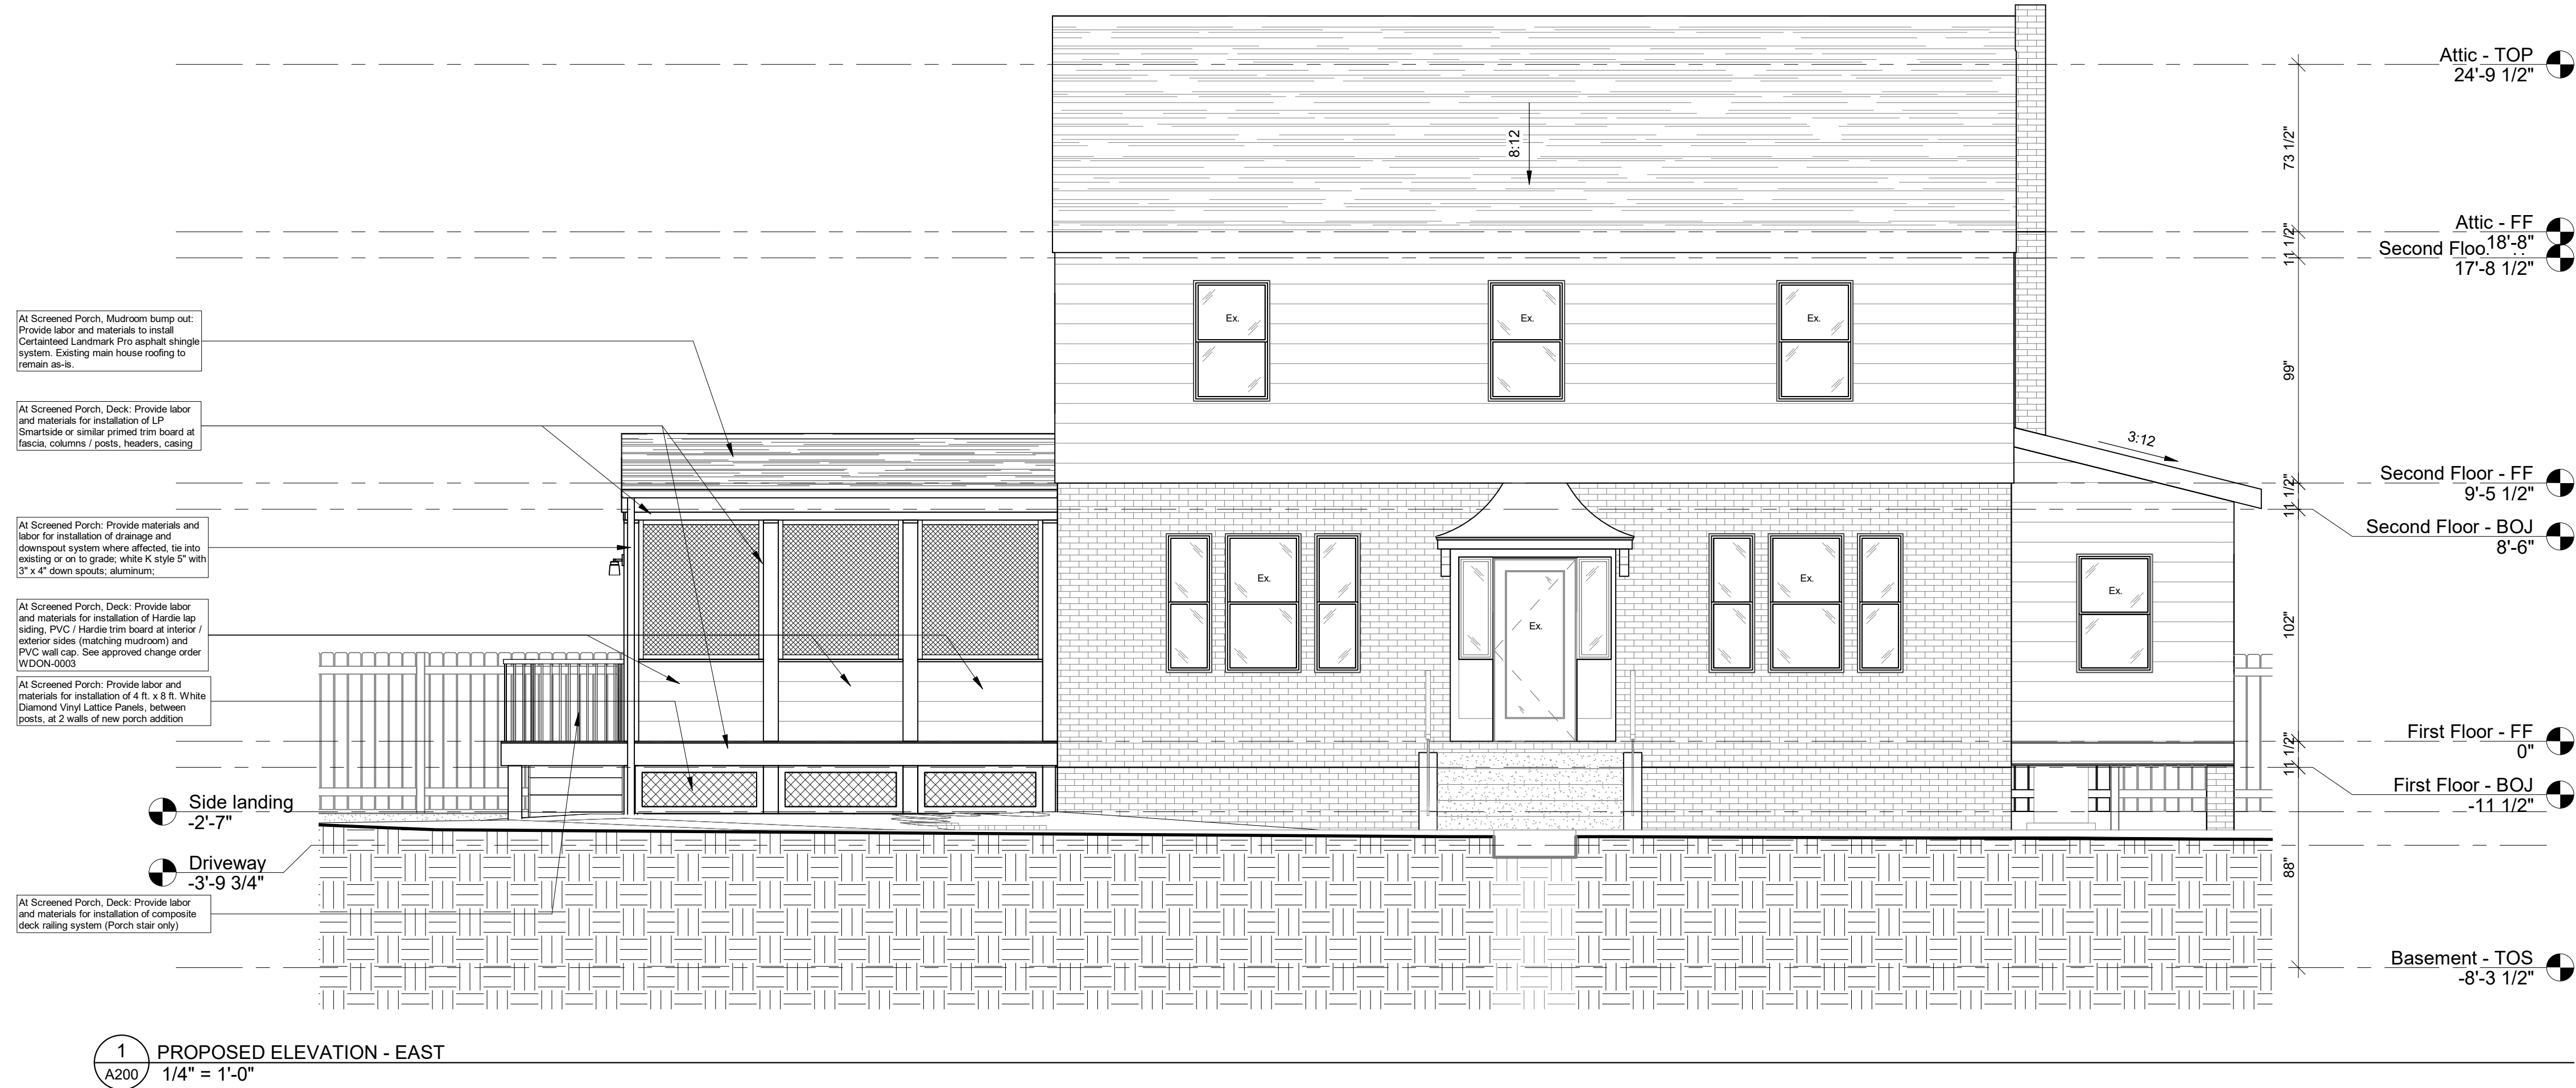 Attic - TOP
24'-9 1/2"
73 1/2"
8:12
Attic - FF
18'-8"
11 1/2"
Second Floo
17'-8 1/2"
Ex.
Ex.
Ex.
99"
At Screened Porch, Mudroom bump out:
Provide labor and materials to install
Certainteed Landmark Pro asphalt shingle
system. Existing main house roofing to
remain as-is.
At Screened Porch, Deck: Provide labor
and materials for installation of LP
Smartside or similar primed trim board at
fascia, columns / posts, headers, casing
3:12
Second Floor - FF
9'-5 1/2"
11 1/2"
Second Floor - BOJ
8'-6"
At Screened Porch: Provide materials and
labor for installation of drainage and
downspout system where affected, tie into
existing or on to grade; white K style 5" with
3" x 4" down spouts; aluminum;
Ex.
Ex.
Ex.
Ex.
102"
At Screened Porch, Deck: Provide labor
and materials for installation of Hardie lap
siding, PVC / Hardie trim board at interior /
exterior sides (matching mudroom) and
PVC wall cap. See approved change order
WDON-0003
At Screened Porch: Provide labor and
materials for installation of 4 ft. x 8 ft. White
Diamond Vinyl Lattice Panels, between
posts, at 2 walls of new porch addition
First Floor - FF
0"
11 1/2"
First Floor - BOJ
-11 1/2"
Side landing
-2'-7"
Driveway
-3'-9 3/4"
88"
At Screened Porch, Deck: Provide labor
and materials for installation of composite
deck railing system (Porch stair only)
Basement - TOS
-8'-3 1/2"
1
A200
PROPOSED ELEVATION - EAST
1/4" = 1'-0"